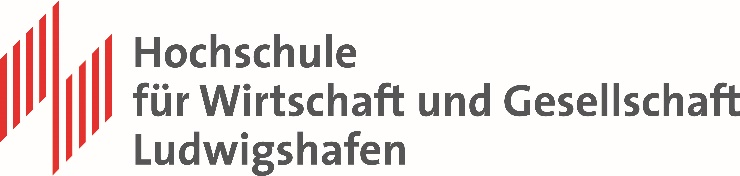 Hochschule
für Wirtschaft und Gesellschaft
Ludwigshafen